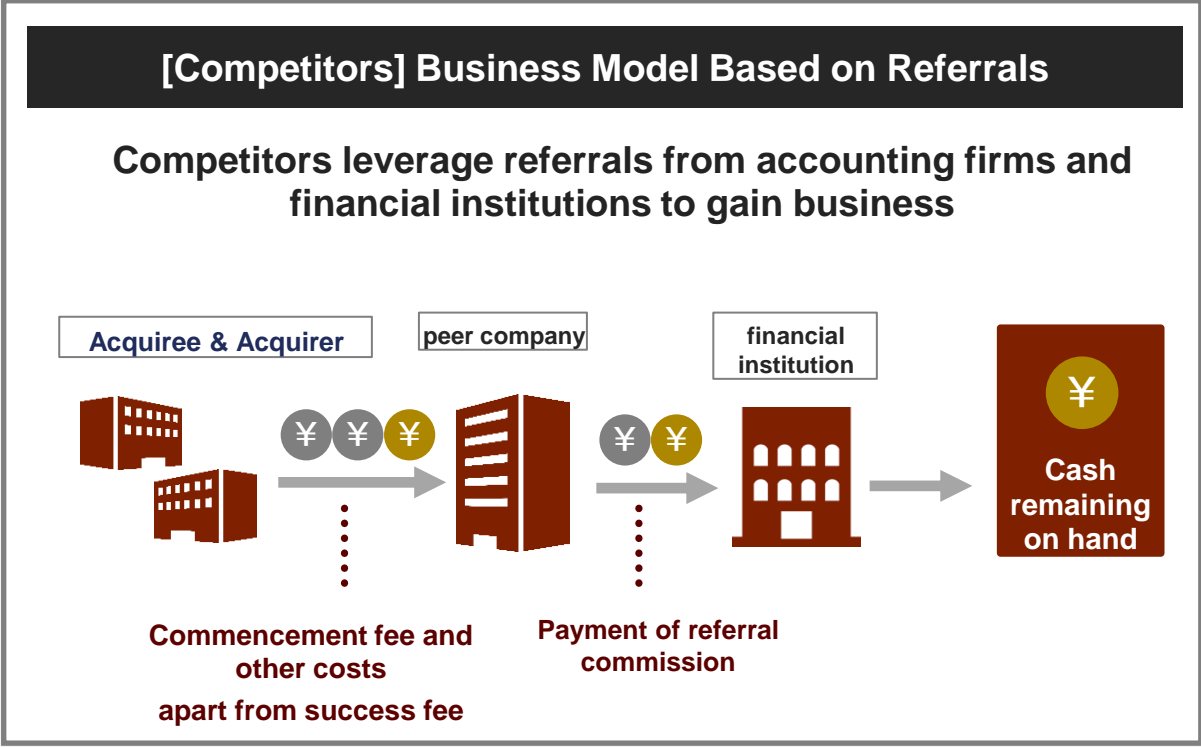 [Competitors] Business Model Based on Referrals
Competitors leverage referrals from accounting firms and
financial institutions to gain business
Acquiree & Acquirer
peer company
financial
institution
¥ ¥ ¥
¥ ¥
¥
Cash
remaining
on hand
Commencement fee and
other costs
apart from success fee
Payment of referral
commission